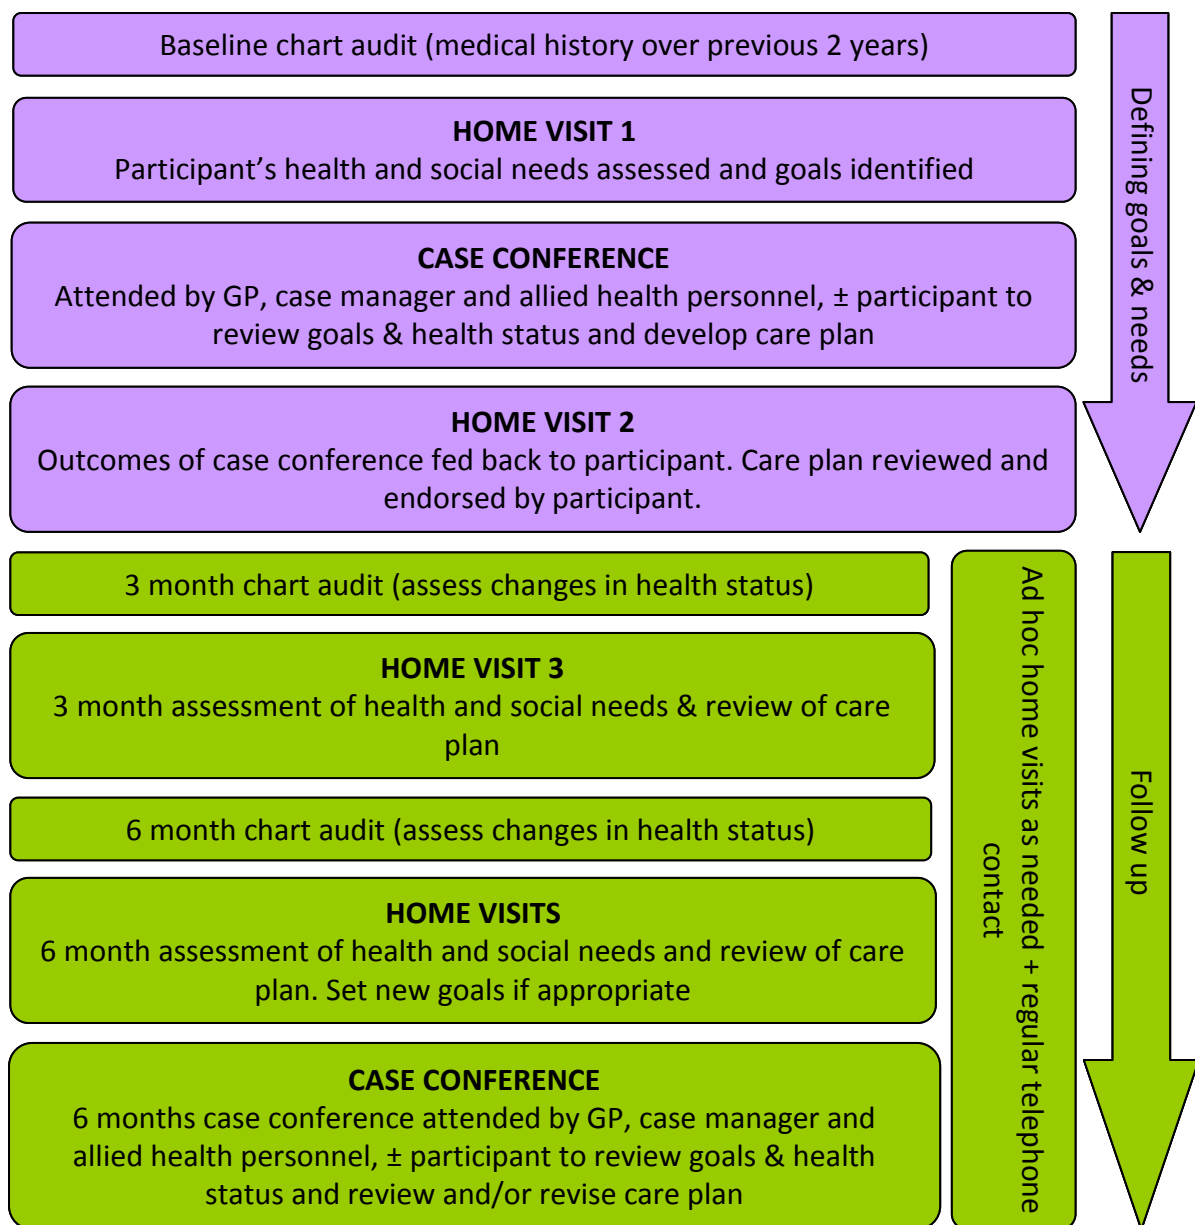 Baseline chart audit (medical history over previous 2 years)
HOME VISIT 1
Participant’s health and social needs assessed and goals identified
CASE CONFERENCE
Attended by GP, case manager and allied health personnel, ± participant to
review goals & health status and develop care plan
HOME VISIT 2
Outcomes of case conference fed back to participant. Care plan reviewed and
endorsed by participant.
Defining goals & needs
3 month chart audit (assess changes in health status)
HOME VISIT 3
3 month assessment of health and social needs & review of care
plan
6 month chart audit (assess changes in health status)
HOME VISITS
6 month assessment of health and social needs and review of care
plan. Set new goals if appropriate
CASE CONFERENCE
6 months case conference attended by GP, case manager and
allied health personnel, ± participant to review goals & health
status and review and/or revise care plan
Ad hoc home visits as needed + regular telephone
contact
Follow up